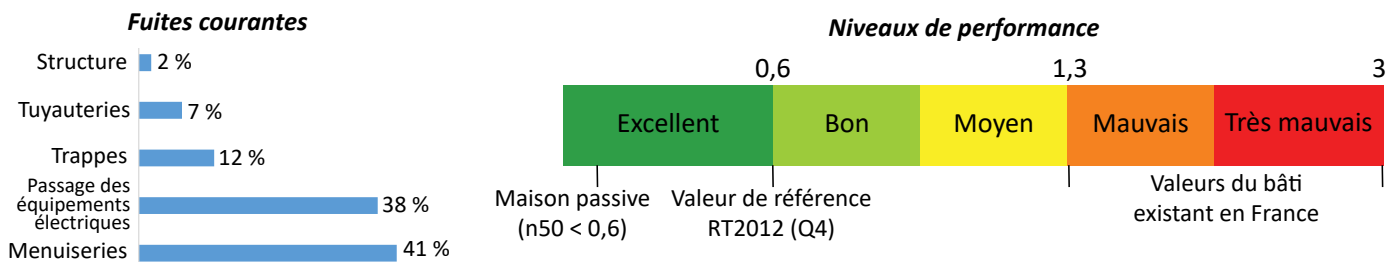 Fuites courantes
Structure 2 %
Tuyauteries 7 %
Trappes 12 %
Passage des
équipements
électriques 38 %
Menuiseries 41 %
Niveaux de performance
0,6 1,3 3
Excellent Bon Moyen Mauvais Très mauvais
Maison passive
(n50 < 0,6)
Valeur de référence
RT2012 (Q4)
Valeurs du bâti
existant en France